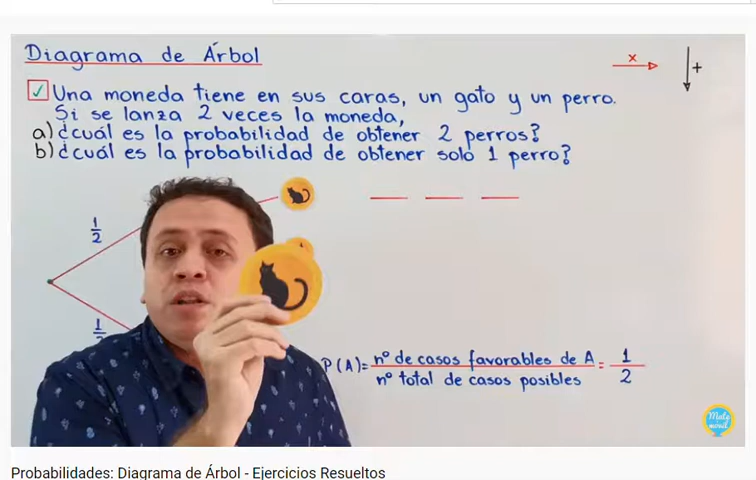 Diagrama de Árbol
x
+
✓ Una moneda tiene en sus caras, un gato y un perro.
Si se lanza 2 veces la moneda,
a) ¿cuál es la probabilidad de obtener 2 perros?
b) ¿cuál es la probabilidad de obtener solo 1 perro?
1
2
1
P(A)= nº de casos favorables de A = 1
nº total de casos posibles 2
Mate
móvil
Probabilidades: Diagrama de Árbol - Ejercicios Resueltos